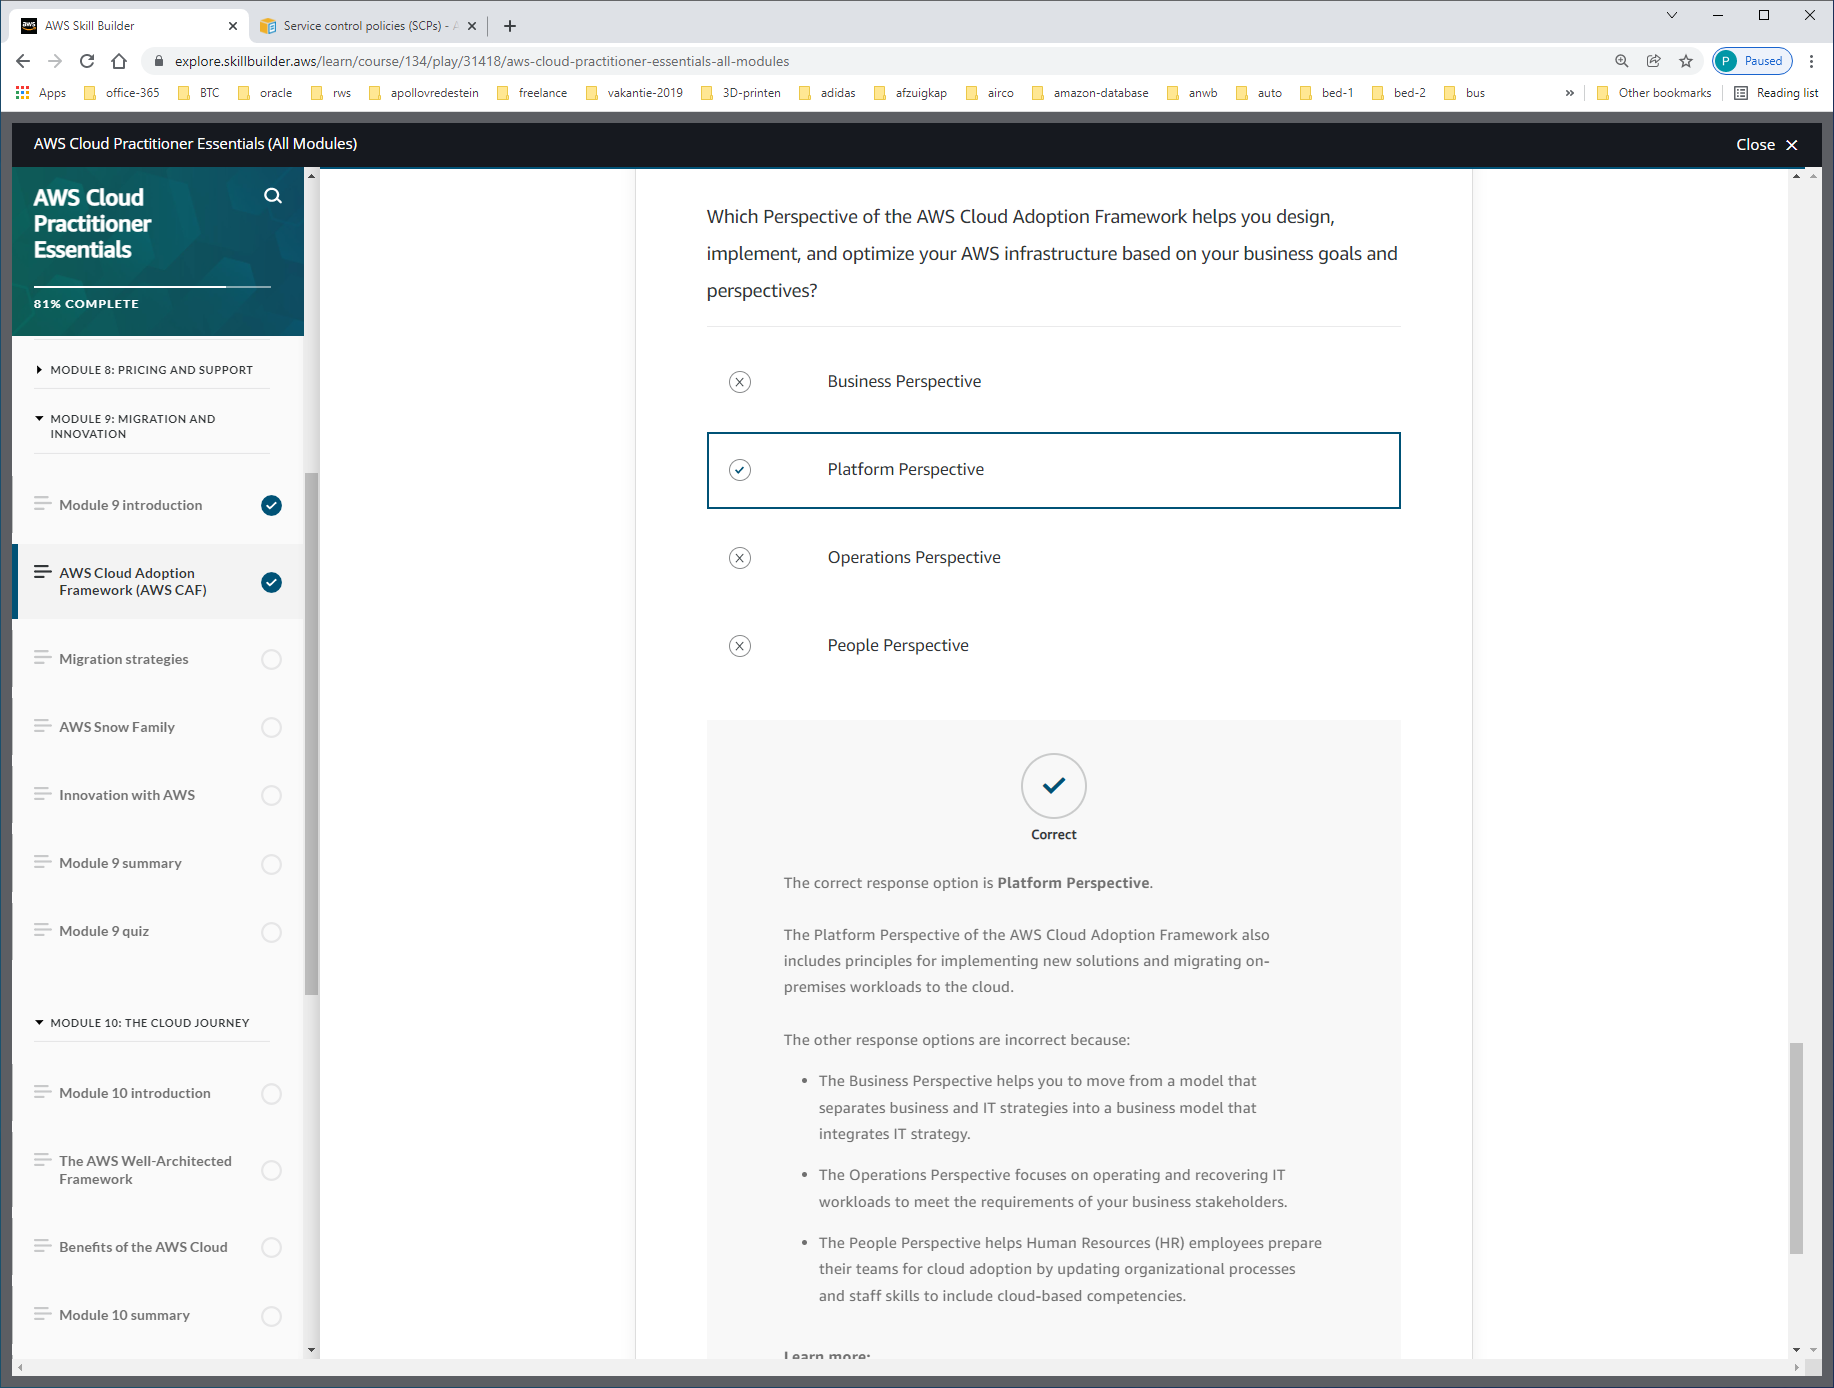 AWS Skill Builder
Service control policies (SCPs) -
explore.skillbuilder.aws/learn/course/134/play/31418/aws-cloud-practitioner-essentials-all-modules
P Paused
Apps office-365 BTC oracle rws apollovredestein freelance vakantie-2019 3D-printen adidas afzuigkap airco amazon-database anwb auto bed-1 bed-2 bus » Other bookmarks Reading list
AWS Cloud Practitioner Essentials (All Modules)
Close
AWS Cloud
Practitioner
Essentials
81% COMPLETE
MODULE 8: PRICING AND SUPPORT
MODULE 9: MIGRATION AND
INNOVATION
Module 9 introduction
AWS Cloud Adoption
Framework (AWS CAF)
Migration strategies
AWS Snow Family
Innovation with AWS
Module 9 summary
Module 9 quiz
MODULE 10: THE CLOUD JOURNEY
Module 10 introduction
The AWS Well-Architected
Framework
Benefits of the AWS Cloud
Module 10 summary
Which Perspective of the AWS Cloud Adoption Framework helps you design,
implement, and optimize your AWS infrastructure based on your business goals and
perspectives?
Business Perspective
Platform Perspective
Operations Perspective
People Perspective
Correct
The correct response option is Platform Perspective.
The Platform Perspective of the AWS Cloud Adoption Framework also
includes principles for implementing new solutions and migrating on-
premises workloads to the cloud.
The other response options are incorrect because:
• The Business Perspective helps you to move from a model that
separates business and IT strategies into a business model that
integrates IT strategy.
• The Operations Perspective focuses on operating and recovering IT
workloads to meet the requirements of your business stakeholders.
• The People Perspective helps Human Resources (HR) employees prepare
their teams for cloud adoption by updating organizational processes
and staff skills to include cloud-based competencies.
Learn more: